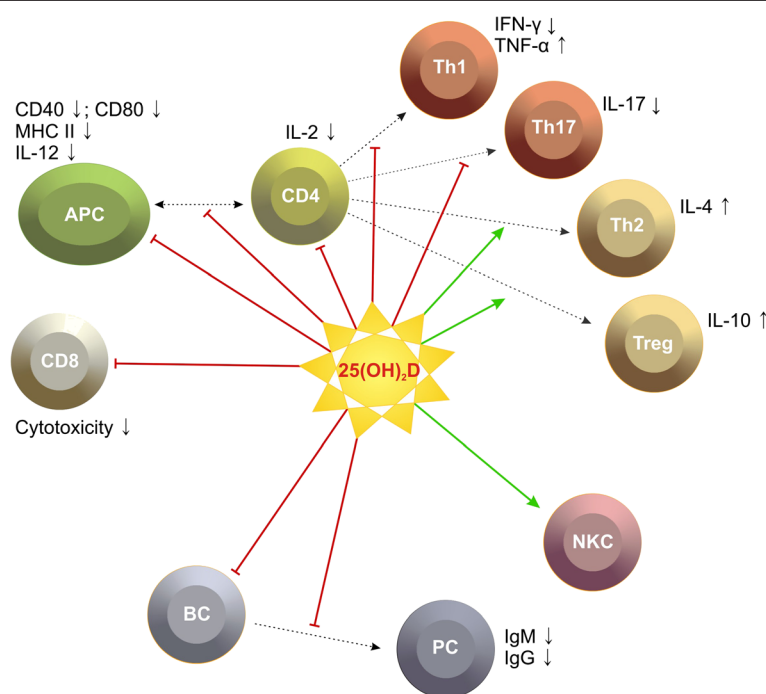 IFN-γ ↓
TNF-α ↑
Th1
CD40 ↓; CD80 ↓
MHC II ↓
IL-12 ↓
IL-2 ↓
IL-17 ↓
Th17
CD4
APC
IL-4 ↑
Th2
IL-10 ↑
Treg
CD8
25(OH)₂D
Cytotoxicity ↓
NKC
BC
PC
IgM ↓
IgG ↓